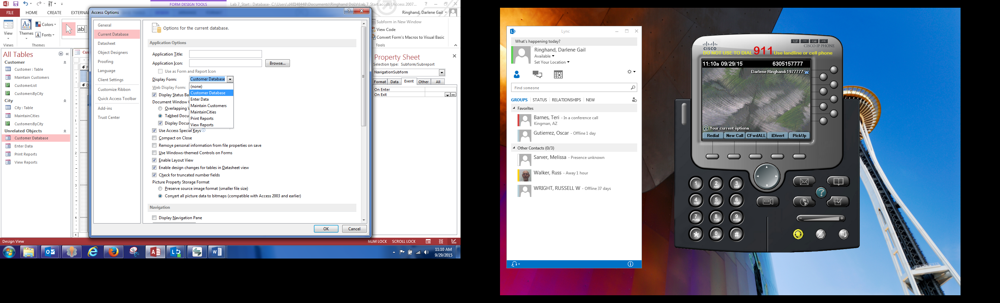 FORM DESIGN TOOLS
Lab 7_Start : Database- C:\Users\d40148448\Documents\Ringhand Docs\Lab 7_Start.accdb (Access 2007...
Access Options
FILE
HOME
CREATE
EXTERNAL
Ringhand, Darlene Gail
View
Themes
Colors
Fonts
ab|
Views
Themes
Subform in New Window
View Code
Convert Form's Macros to Visual Basic
Tools
All Tables
Customer
Customer : Table
Maintain Customers
CustomerList
CustomersByCity
City
City : Table
MaintainCities
CustomersByCity
Unrelated Objects
Customer Database
Enter Data
Print Reports
View Reports
General
Current Database
Datasheet
Object Designers
Proofing
Language
Client Settings
Customize Ribbon
Quick Access Toolbar
Add-ins
Trust Center
Options for the current database.
Application Options
Application Title:
Application Icon:
Browse...
Use as Form and Report Icon
Display Form:
Customer Database
Web Display Form:
(none)
Customer Database
Enter Data
Maintain Customers
MaintainCities
Print Reports
View Reports
Display Status Ba
Document Window O
Overlapping W
Tabbed Docu
Display Docum
Use Access Special Keys
Compact on Close
Remove personal information from file properties on save
Use Windows-themed Controls on Forms
Enable Layout View
Enable design changes for tables in Datasheet view
Check for truncated number fields
Picture Property Storage Format
Preserve source image format (smaller file size)
Convert all picture data to bitmaps (compatible with Access 2003 and earlier)
Navigation
Display Navigation Pane
OK
Cancel
Property Sheet
Selection type: Subform/Subreport
NavigationSubform
Format
Data
Event
Other
All
On Enter
On Exit
Design View
NUM LOCK
SCROLL LOCK
11:10 AM
9/29/2015
Lync
What's happening today?
Ringhand, Darlene Gail
Available
Set Your Location
Find someone
GROUPS
STATUS
RELATIONSHIPS
NEW
Favorites
Barnes, Teri - In a conference call
Kingman, AZ
Gutierrez, Oscar - Offline 1 day
Other Contacts (0/3)
Sarver, Melissa - Presence unknown
Walker, Russ - Away 1 hour
WRIGHT, RUSSELL W - Offline 37 days
CISCO
CISCO IP PHONE
DO NOT USE TO DIAL 911 Use landline or cell phone
11:10a 09/29/15
6305157777
Darlene Ringhand-1977777
Your current options
Redial
New Call
CFwdALL
iDivert
PickUp
1
2 ABC
3 DEF
4 GHI
5 JKL
6 MNO
7 PQRS
8 TUV
9 WXYZ
*
0 OPER
#